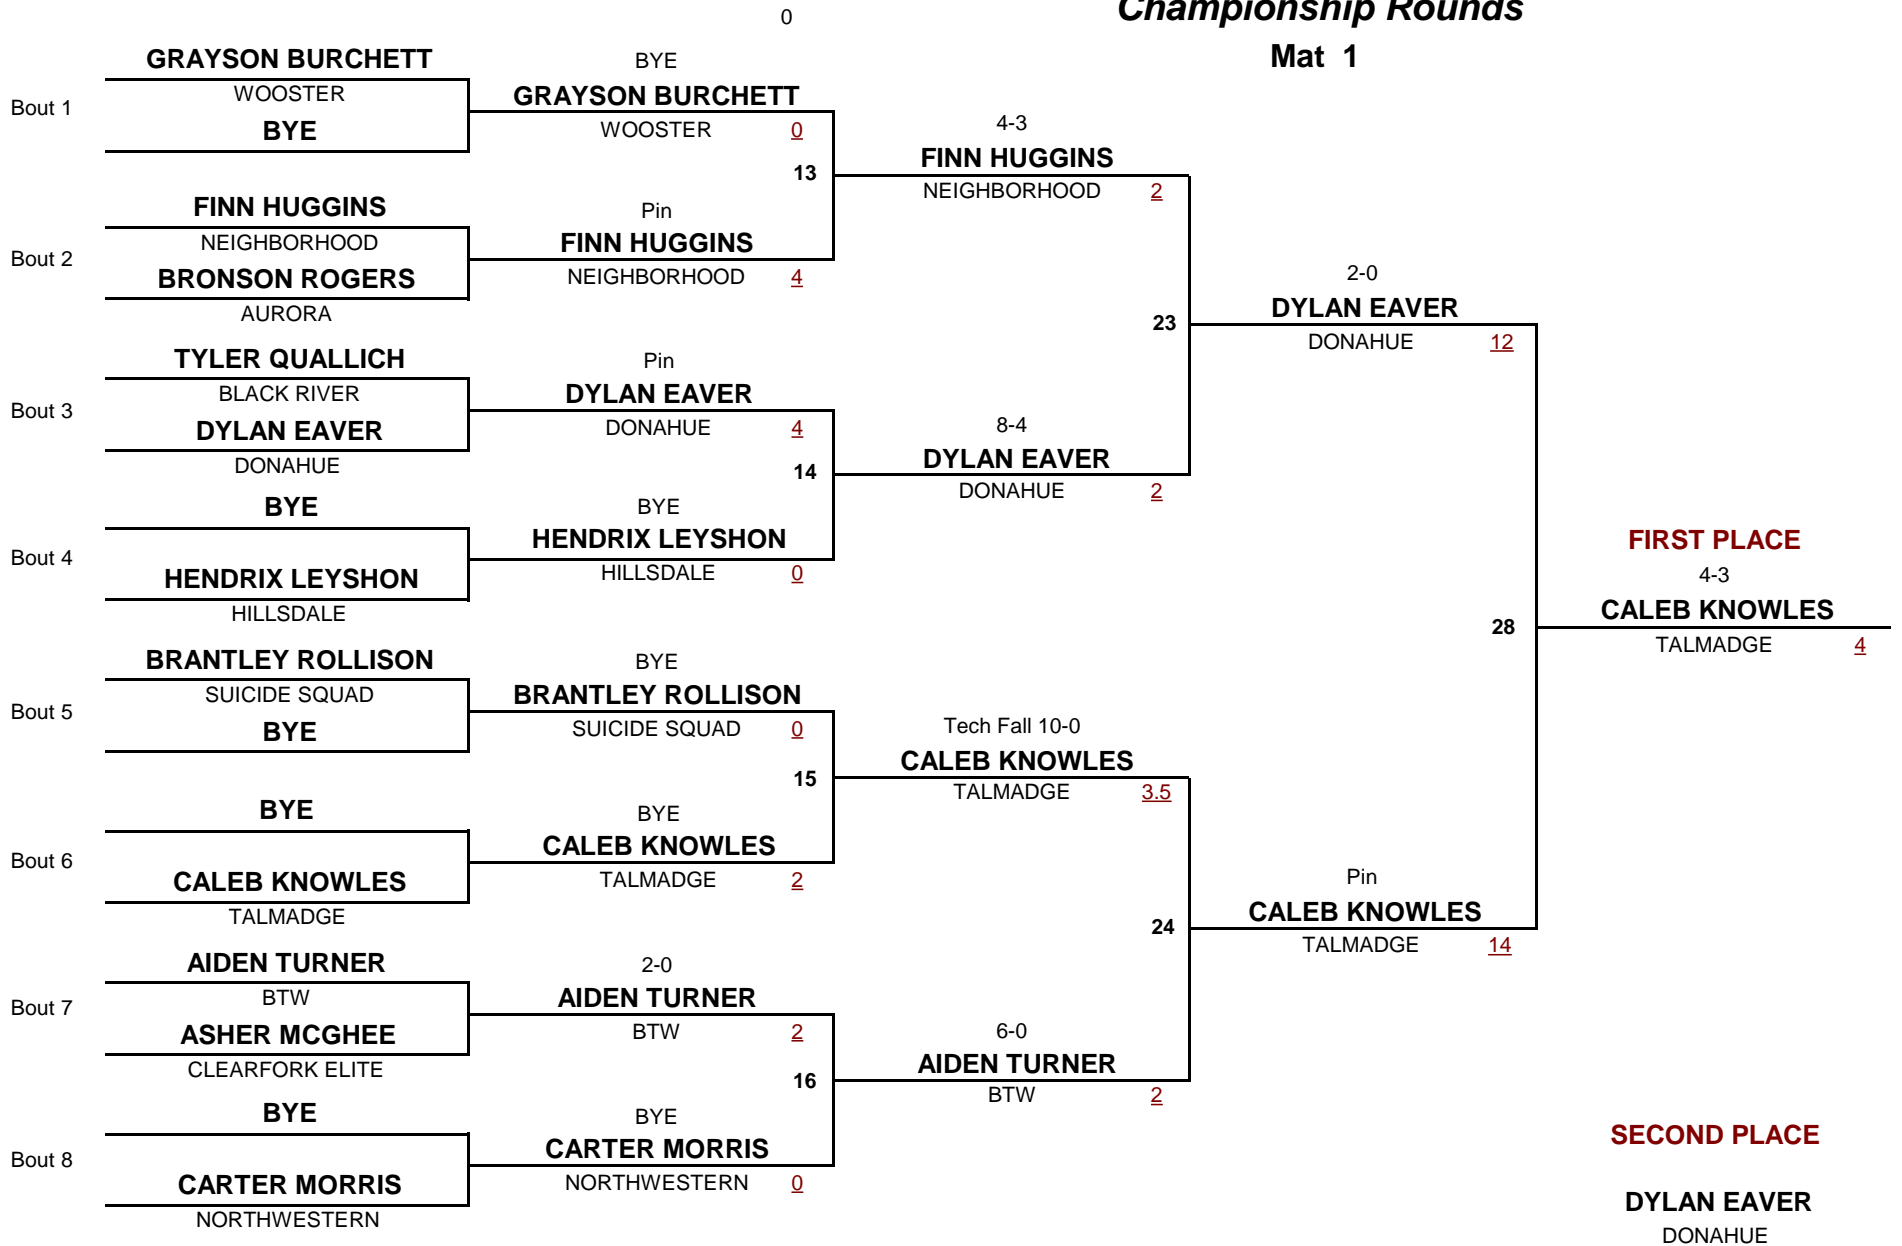 0
Championship Rounds
Mat 1
GRAYSON BURCHETT
WOOSTER
Bout 1
BYE
FINN HUGGINS
NEIGHBORHOOD
Bout 2
BRONSON ROGERS
AURORA
TYLER QUALLICH
BLACK RIVER
Bout 3
DYLAN EAVER
DONAHUE
BYE
Bout 4
HENDRIX LEYSHON
HILLSDALE
BRANTLEY ROLLISON
SUICIDE SQUAD
Bout 5
BYE
BYE
Bout 6
CALEB KNOWLES
TALMADGE
AIDEN TURNER
BTW
Bout 7
ASHER MCGHEE
CLEARFORK ELITE
BYE
Bout 8
CARTER MORRIS
NORTHWESTERN
BYE
GRAYSON BURCHETT
WOOSTER 0
13
Pin
FINN HUGGINS
NEIGHBORHOOD 4
Pin
DYLAN EAVER
DONAHUE 4
14
BYE
HENDRIX LEYSHON
HILLSDALE 0
BYE
BRANTLEY ROLLISON
SUICIDE SQUAD 0
15
BYE
CALEB KNOWLES
TALMADGE 2
2-0
AIDEN TURNER
BTW 2
16
BYE
CARTER MORRIS
NORTHWESTERN 0
4-3
FINN HUGGINS
NEIGHBORHOOD 2
23
8-4
DYLAN EAVER
DONAHUE 2
Tech Fall 10-0
CALEB KNOWLES
TALMADGE 3.5
24
6-0
AIDEN TURNER
BTW 2
2-0
DYLAN EAVER
DONAHUE 12
28
Pin
CALEB KNOWLES
TALMADGE 14
FIRST PLACE
4-3
CALEB KNOWLES
TALMADGE 4
SECOND PLACE
DYLAN EAVER
DONAHUE